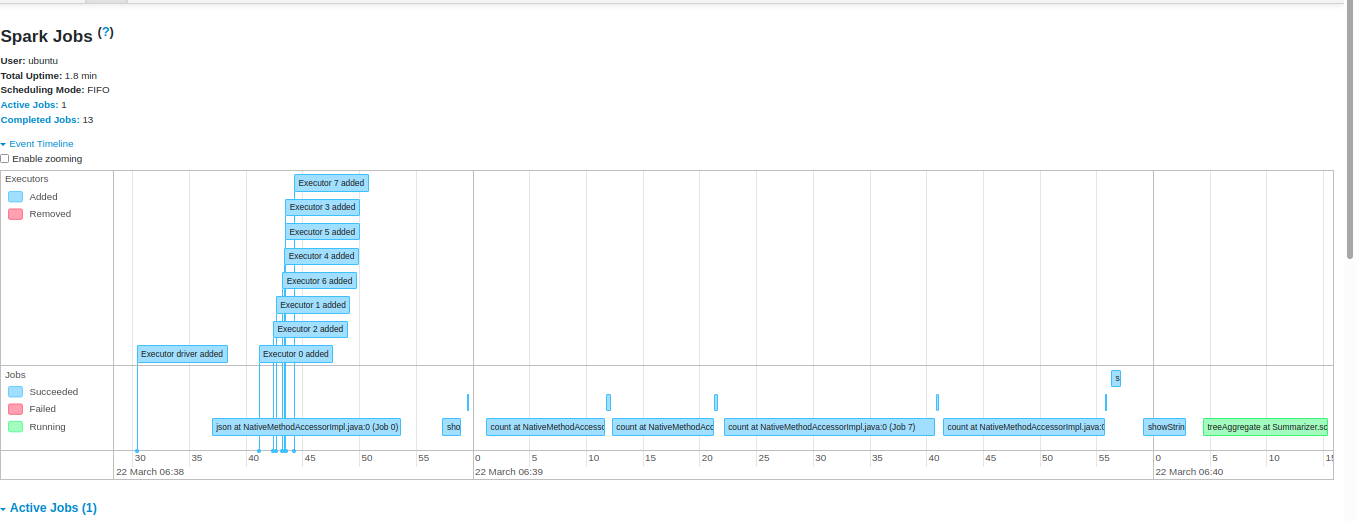 Spark Jobs (?)
User: ubuntu
Total Uptime: 1.8 min
Scheduling Mode: FIFO
Active Jobs: 1
Completed Jobs: 13
Event Timeline
Enable zooming
Executors
Added
Removed
Executor 7 added
Executor 3 added
Executor 5 added
Executor 4 added
Executor 6 added
Executor 1 added
Executor 2 added
Executor driver added
Executor 0 added
Jobs
Succeeded
Failed
Running
s
json at NativeMethodAccessorImpl.java:0 (Job 0)
sho
count at NativeMethodAccesso
count at NativeMethodAcc
count at NativeMethodAccessorImpl.java:0 (Job 7)
count at NativeMethodAccessorImpl.java:0
showStrin
treeAggregate at Summarizer.sc
30 35 40 45 50 55 0 5 10 15 20 25 30 35 40 45 50 55 0 5 10 15
22 March 06:38 22 March 06:39 22 March 06:40
Active Jobs (1)